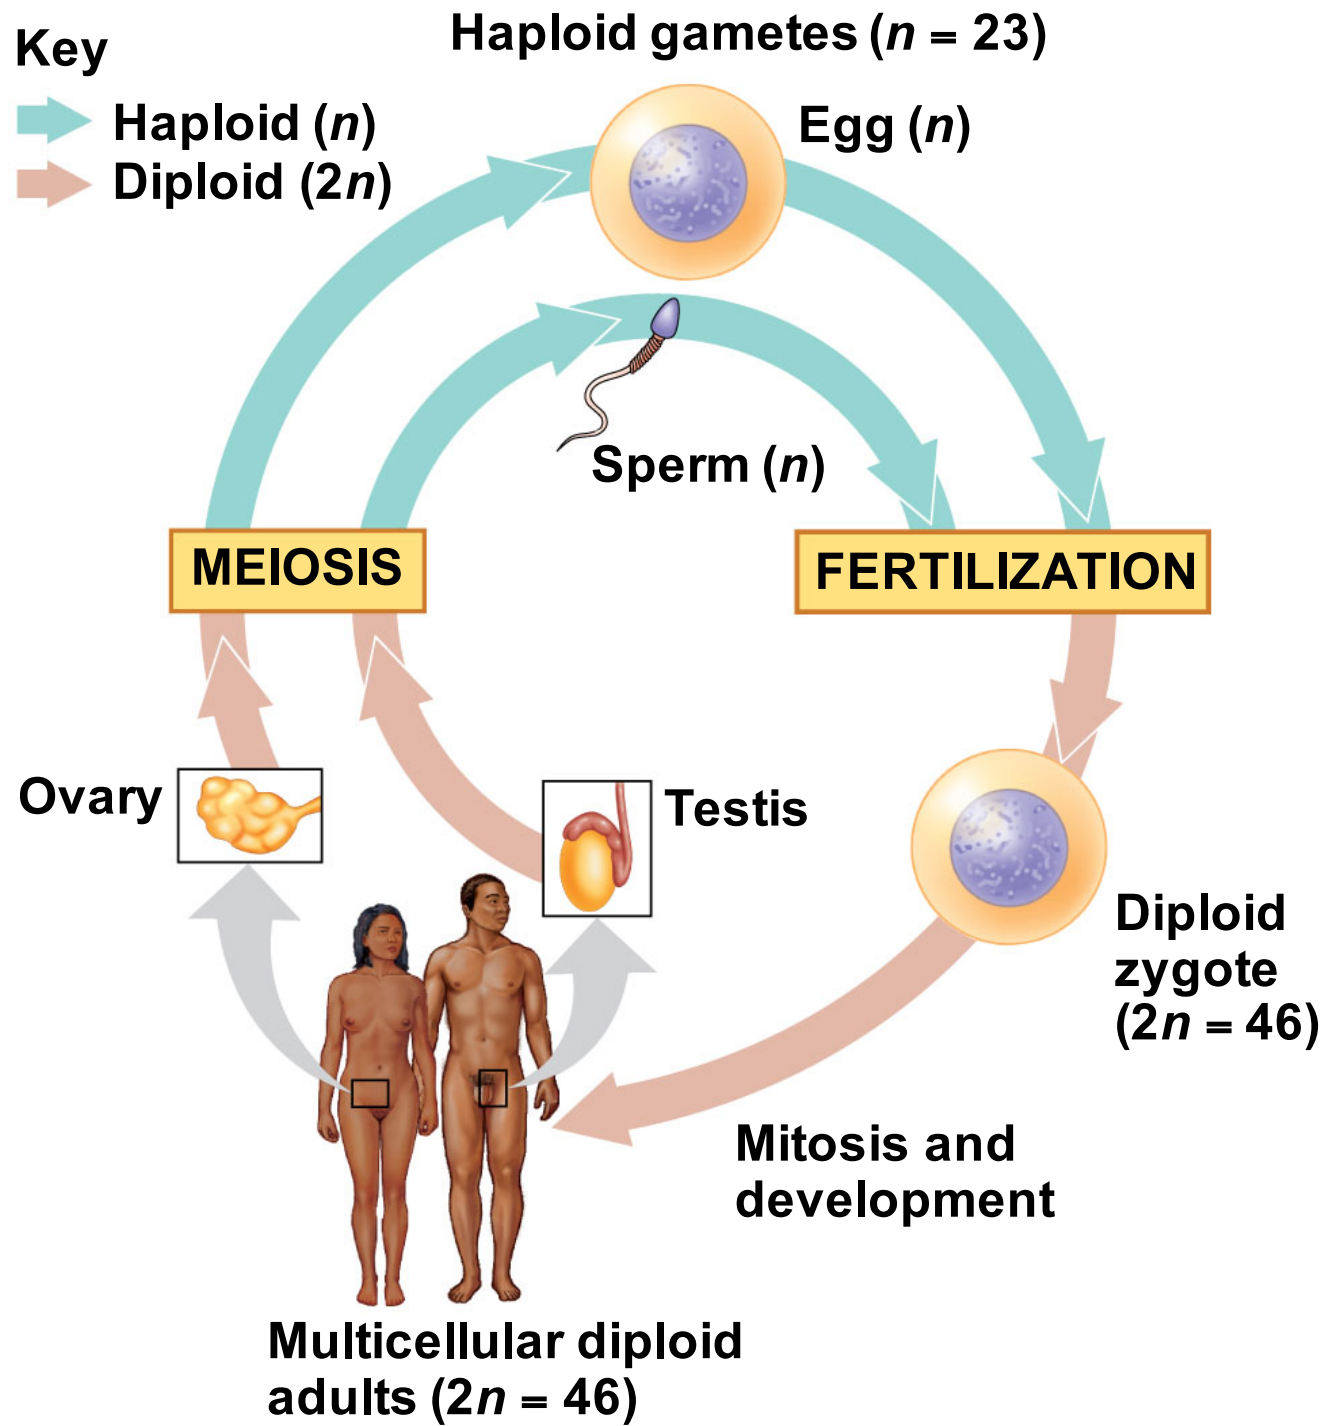 Key
Haploid (n)
Diploid (2n)
Haploid gametes (n = 23)
Egg (n)
Sperm (n)
MEIOSIS
FERTILIZATION
Ovary
Testis
Diploid
zygote
(2n = 46)
Mitosis and
development
Multicellular diploid
adults (2n = 46)